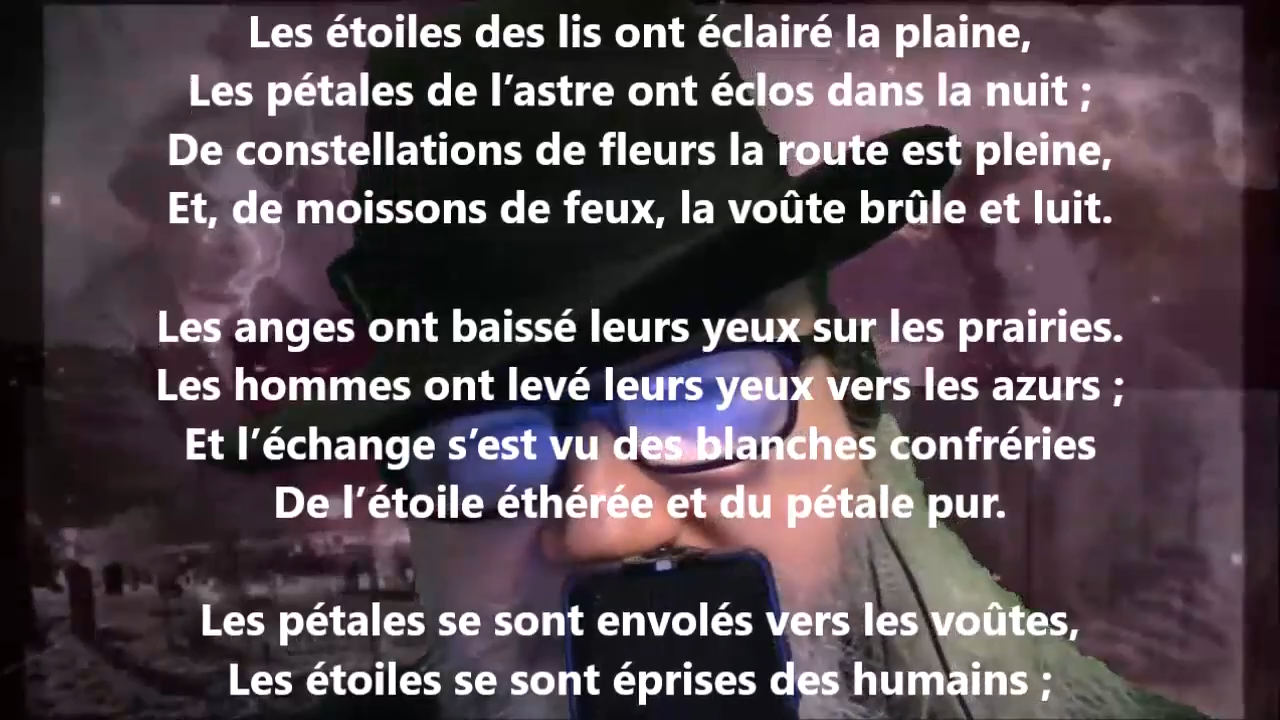 Les étoiles des lis ont éclairé la plaine,
Les pétales de l’astre ont éclos dans la nuit ;
De constellations de fleurs la route est pleine,
Et, de moissons de feux, la voûte brûle et luit.
Les anges ont baissé leurs yeux sur les prairies.
Les hommes ont levé leurs yeux vers les azurs ;
Et l’échange s’est vu des blanches confréries
De l’étoile éthérée et du pétale pur.
Les pétales se sont envolés vers les voûtes,
Les étoiles se sont éprises des humains ;